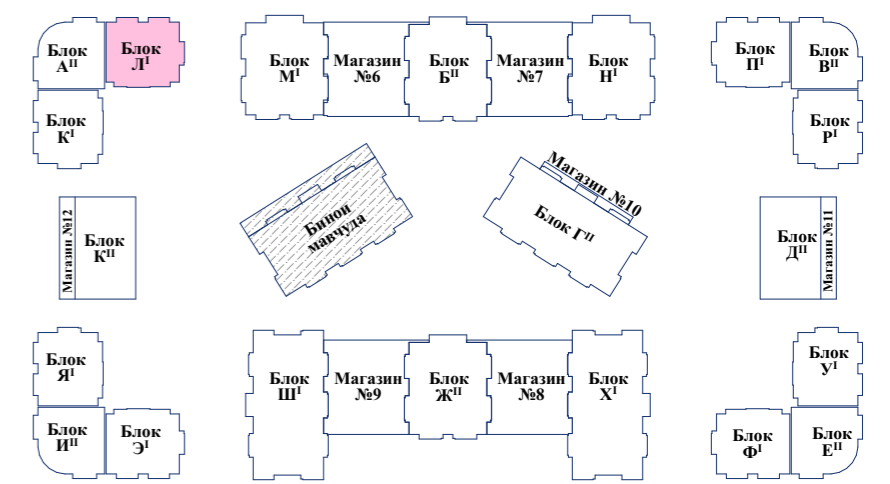 Блок
Аᴵᴵ
Блок
Лᴵ
Блок
Мᴵ
Магазин
№6
Блок
Бᴵᴵ
Магазин
№7
Блок
Нᴵ
Блок
Пᴵ
Блок
Вᴵᴵ
Блок
Кᴵ
Блок
Рᴵ
Магазин №12
Блок
Кᴵᴵ
Бинои
мавчуда
Магазин №10
Блок Гᴵᴵ
Блок
Дᴵᴵ
Магазин №11
Блок
Яᴵ
Блок
Шᴵ
Магазин
№9
Блок
Жᴵᴵ
Магазин
№8
Блок
Хᴵ
Блок
Уᴵ
Блок
Иᴵᴵ
Блок
Эᴵ
Блок
Фᴵ
Блок
Еᴵᴵ